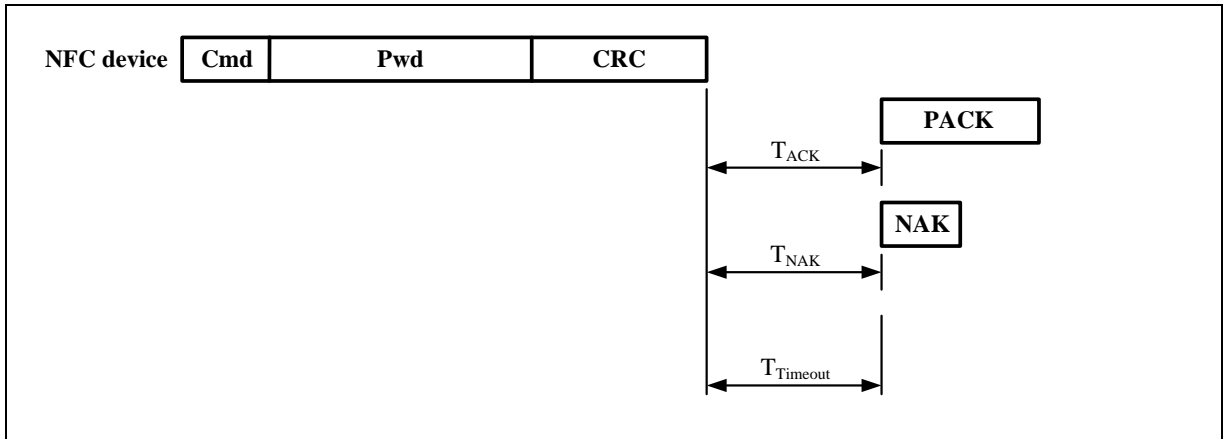 NFC device Cmd Pwd CRC
PACK
TACK
NAK
TNAK
TTimeout